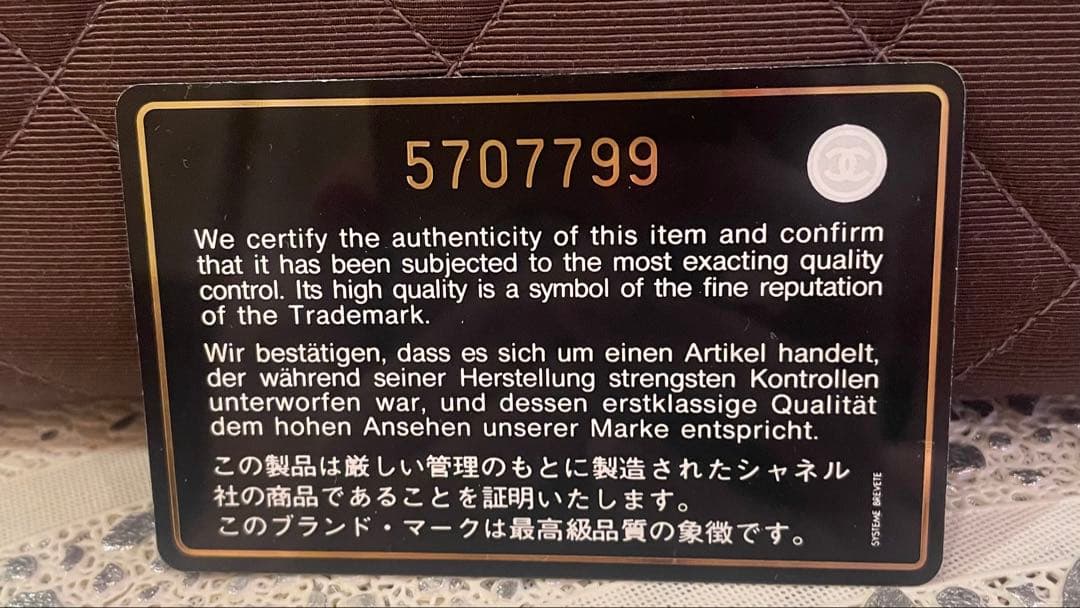 5707799
We certify the authenticity of this item and confirm
that it has been subjected to the most exacting quality
control. Its high quality is a symbol of the fine reputation
of the Trademark.
Wir bestätigen, dass es sich um einen Artikel handelt,
der während seiner Herstellung strengsten Kontrollen
unterworfen war, und dessen erstklassige Qualität
dem hohen Ansehen unserer Marke entspricht.
この製品は厳しい管理のもとに製造されたシャネル
社の商品であることを証明いたします。
このブランド・マークは最高級品質の象徴です。
SYSTEME BREVETE